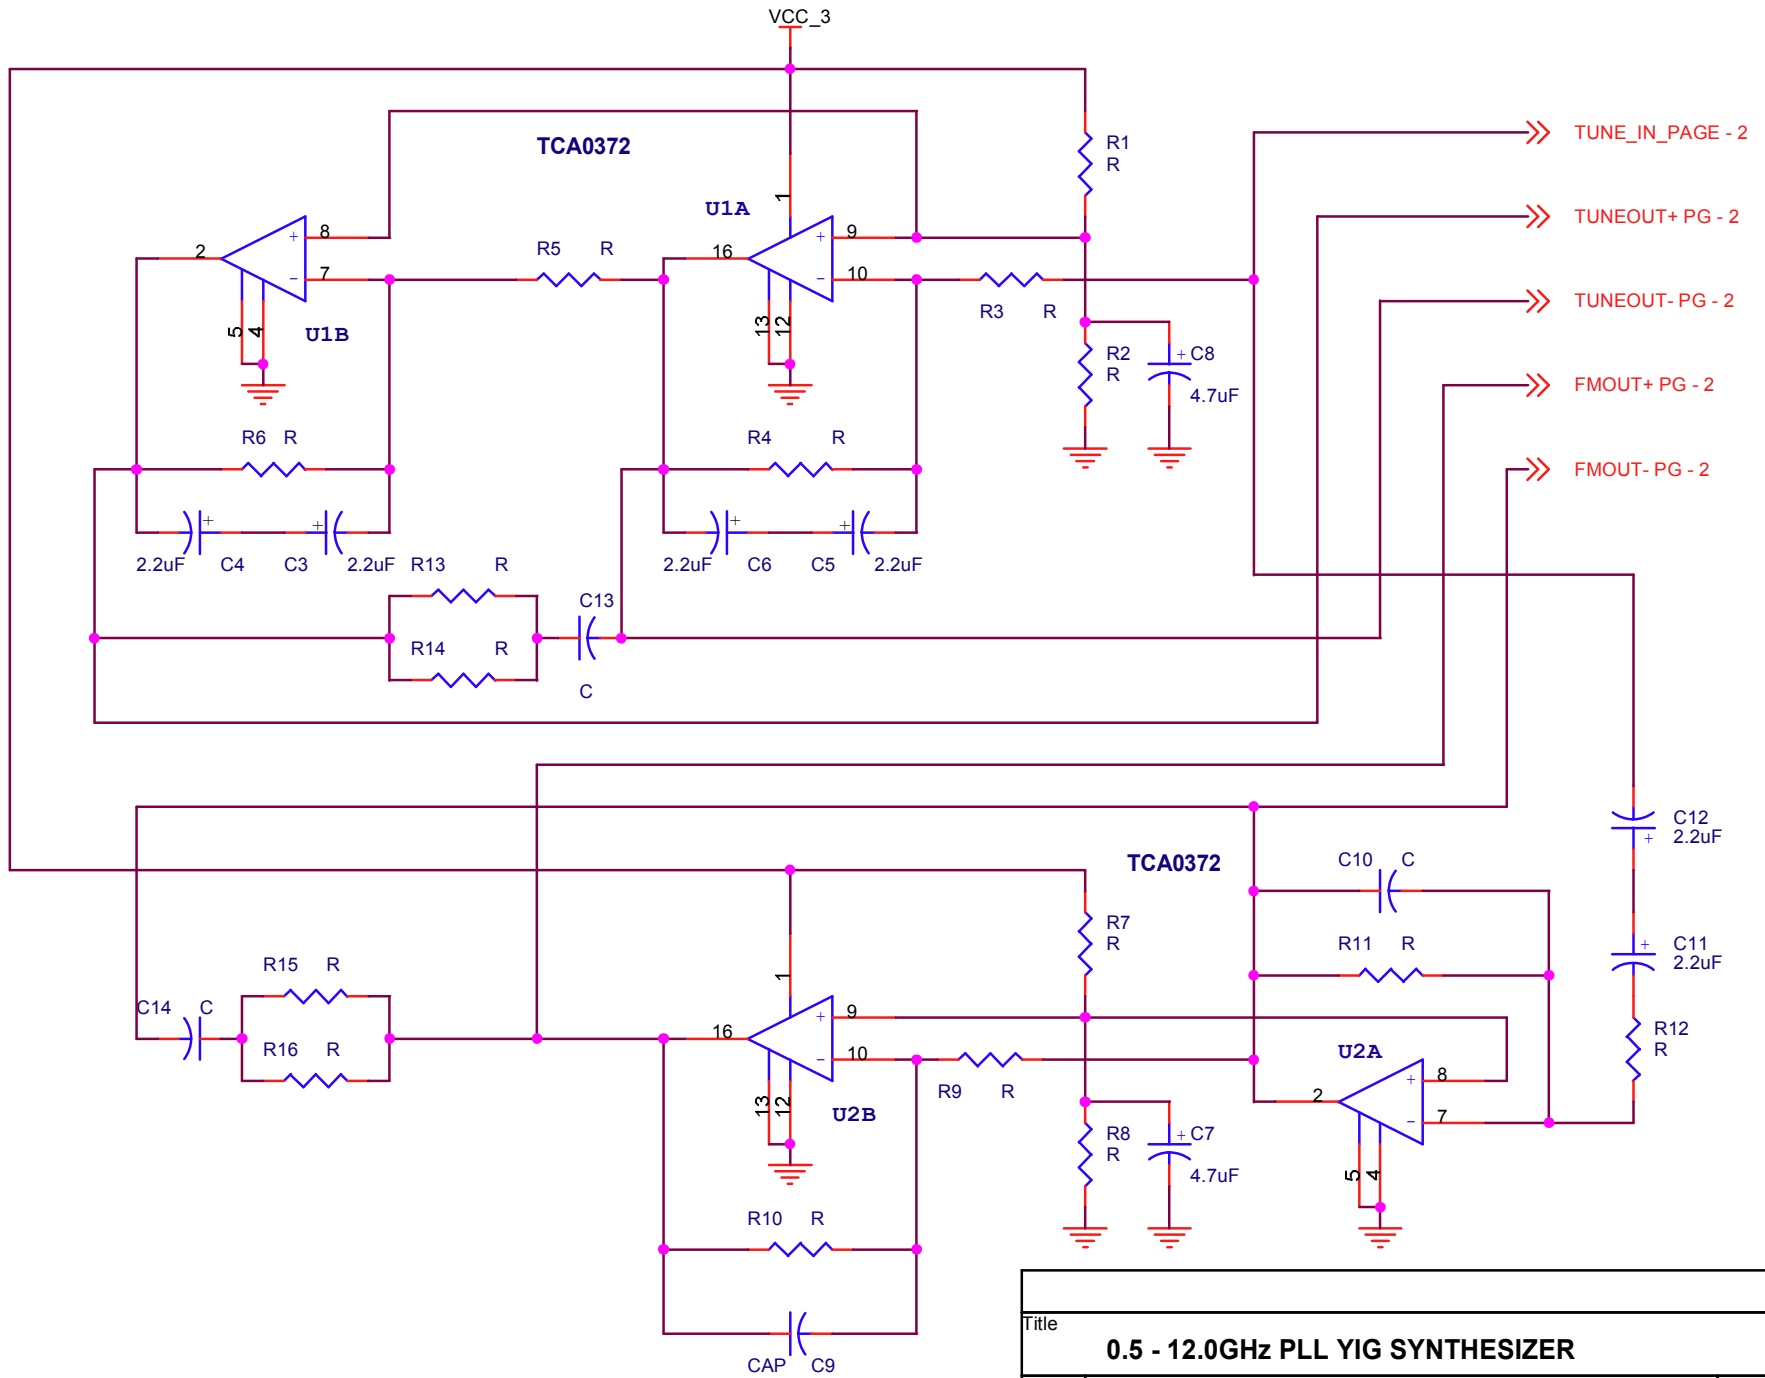 VCC_3
TCA0372
R1
R
TUNE_IN_PAGE - 2
1
U1A
TUNEOUT+ PG - 2
2
+
8
R5 R
16
+
9
−
7
−
10
5
4
U1B
13
12
R3 R
TUNEOUT- PG - 2
R2
R
+ C8
4.7uF
FMOUT+ PG - 2
R6 R
R4 R
FMOUT- PG - 2
+
+
+
+
2.2uF C4 C3 2.2uF
2.2uF C6 C5 2.2uF
R13 R
C13
R14 R
C
C12
2.2uF
+
TCA0372
C10 C
R7
R
R11 R
+
C11
2.2uF
R15 R
C14 C
1
16
+
9
R12
R
R16 R
−
10
U2A
R9 R
13
12
U2B
2
+
8
−
7
R8
R
+ C7
4.7uF
5
4
R10 R
CAP C9
Title
0.5 - 12.0GHz PLL YIG SYNTHESIZER